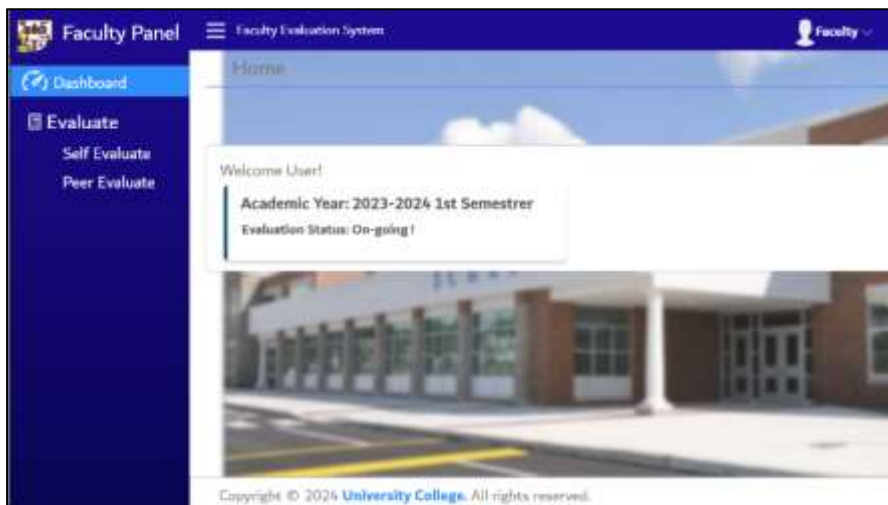 Faculty Panel
Faculty Evaluation System
Faculty
Dashboard
Evaluate
Self Evaluate
Peer Evaluate
Home
Welcome User!
Academic Year: 2023-2024 1st Semestrer
Evaluation Status: On-going !
Copyright © 2024 University College. All rights reserved.